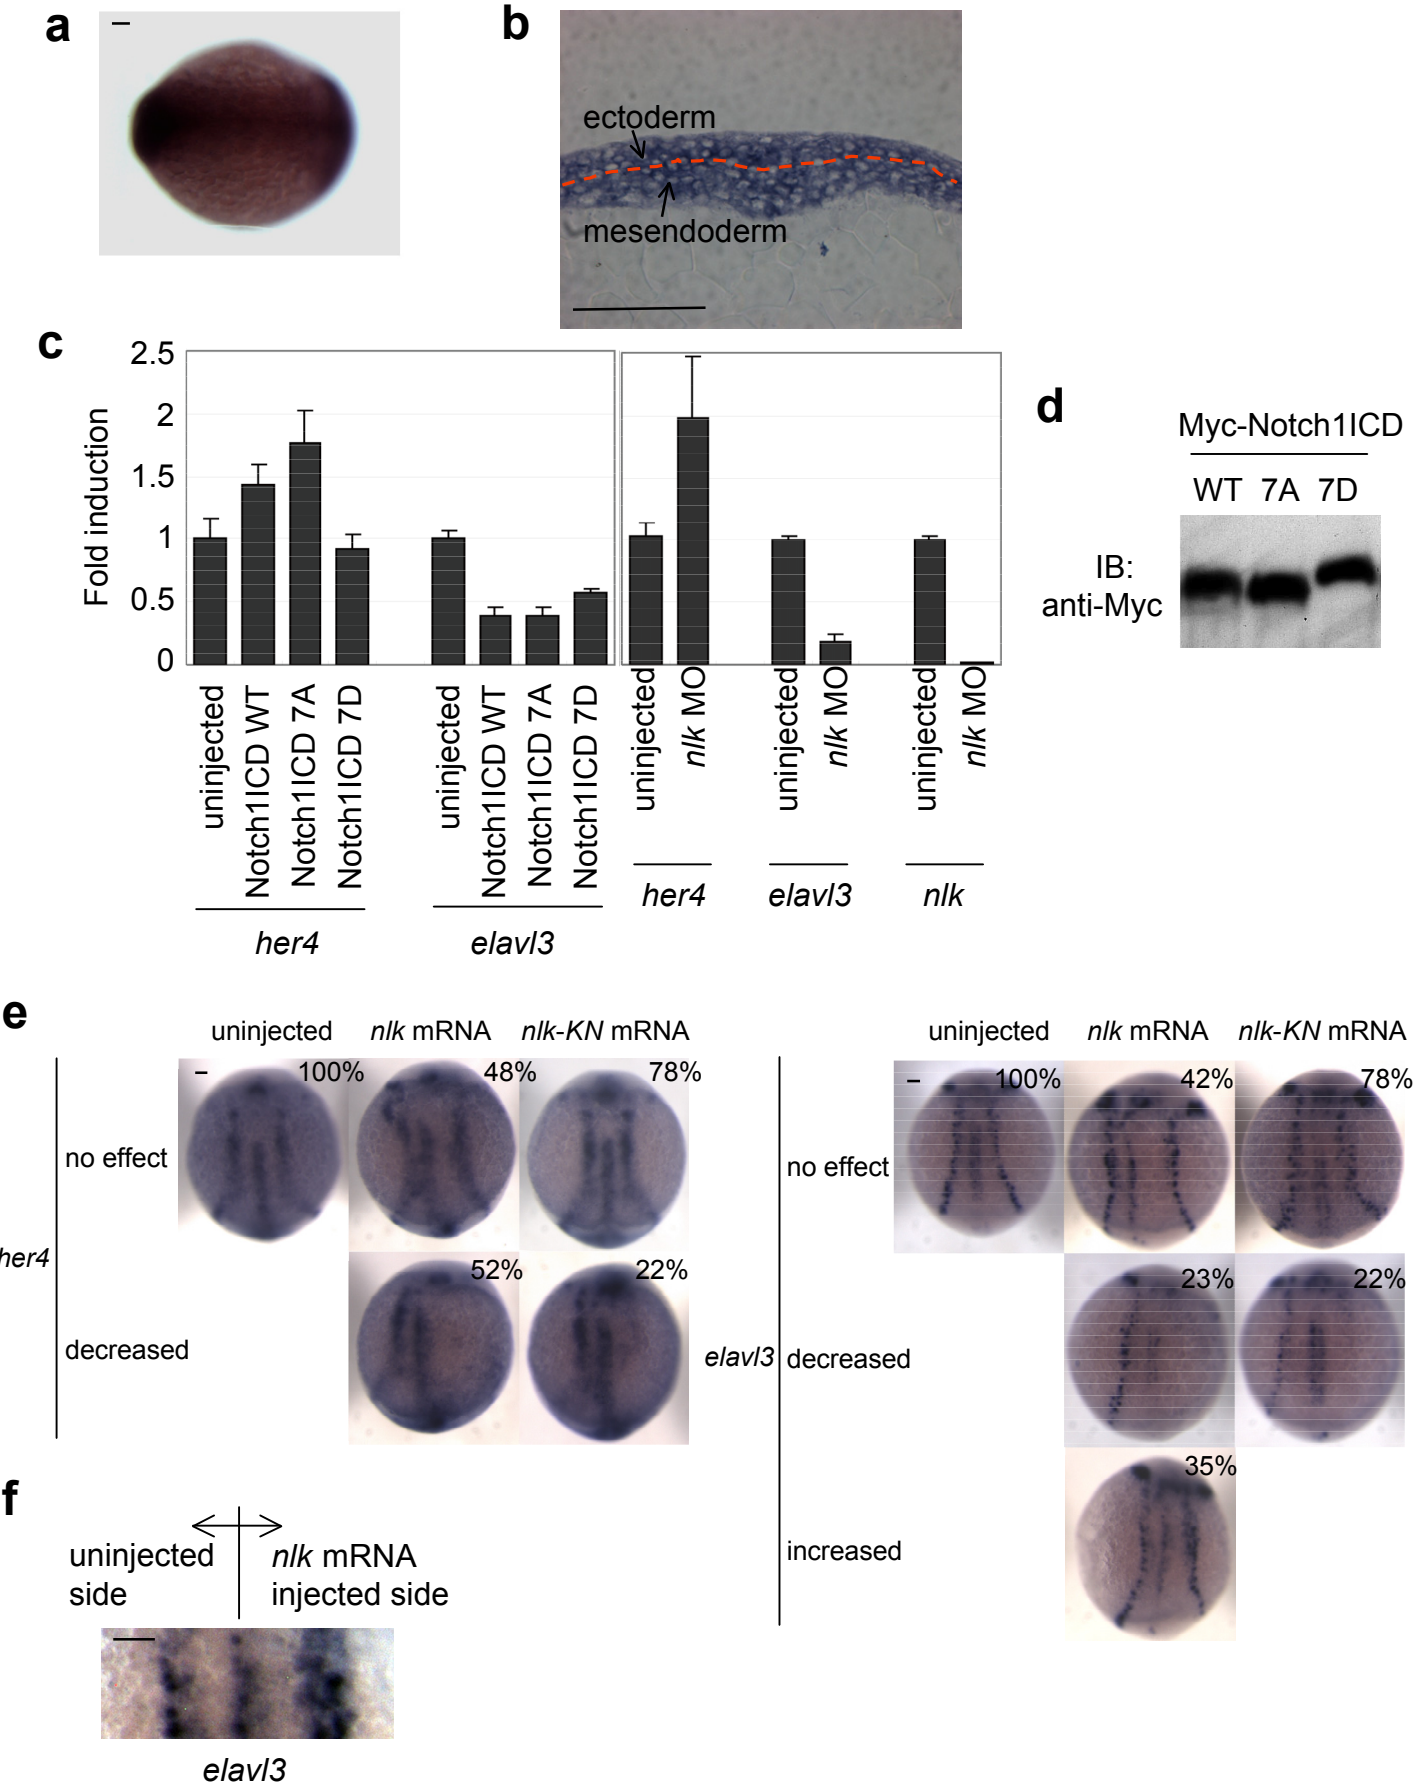 a
b
ectoderm
mesendoderm
c
Fold induction
2.5
2
1.5
1
0.5
0
uninjected
Notch1ICD WT
Notch1ICD 7A
Notch1ICD 7D
her4
uninjected
Notch1ICD WT
Notch1ICD 7A
Notch1ICD 7D
elavl3
uninjected
nlk MO
her4
uninjected
nlk MO
elavl3
uninjected
nlk MO
nlk
d
Myc-Notch1ICD
WT 7A 7D
IB:
anti-Myc
e
uninjected nlk mRNA nlk-KN mRNA
her4
no effect
100% 48% 78%
decreased
52% 22%
uninjected nlk mRNA nlk-KN mRNA
elavl3
no effect
100% 42% 78%
decreased
23% 22%
increased
35%
f
uninjected
side
nlk mRNA
injected side
elavl3